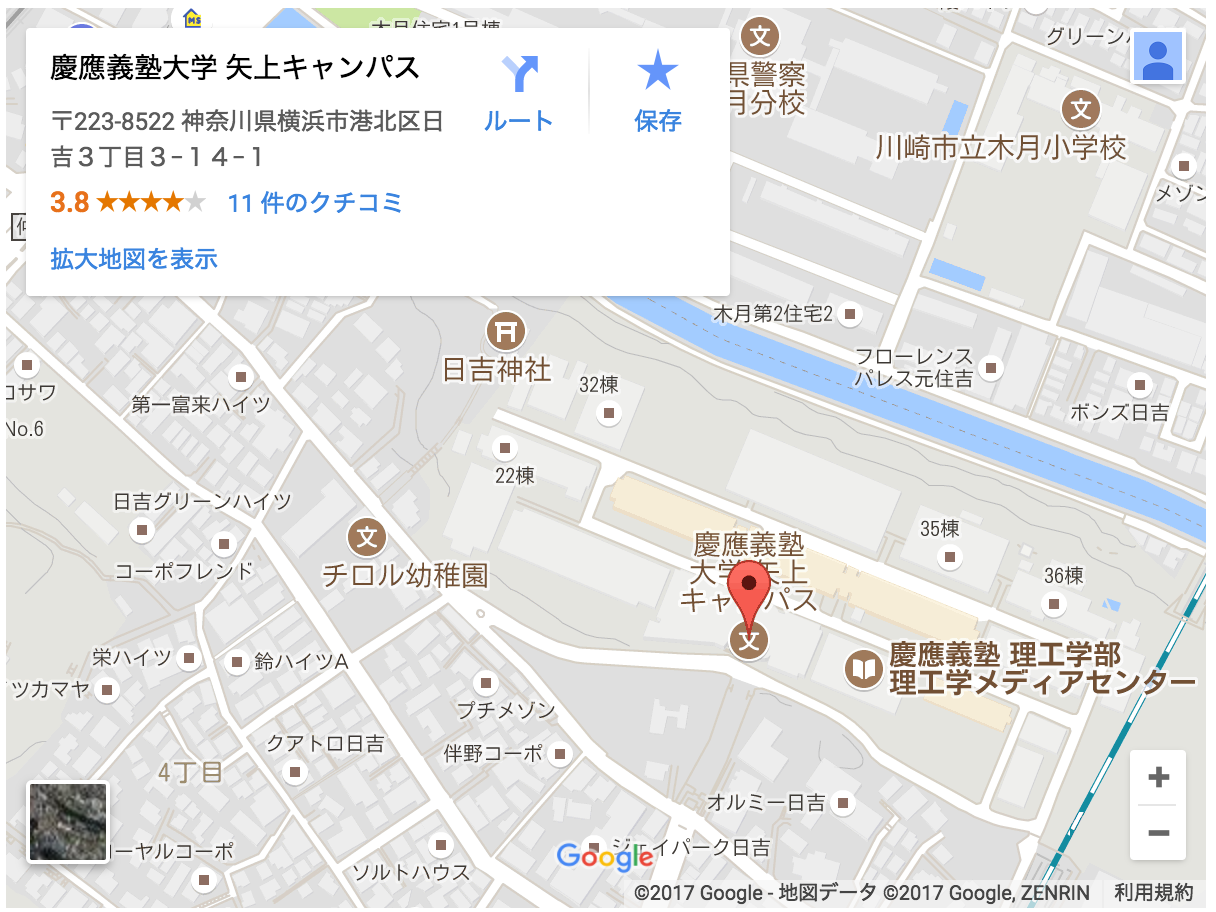 木月住宅1号棟
MS
慶應義塾大学 矢上キャンパス
〒223-8522 神奈川県横浜市港北区日
吉３丁目３−１４−１
3.8
11 件のクチコミ
拡大地図を表示
ルート
保存
文
県警察
月分校
グリーン
文
川崎市立木月小学校
メゾン
木月第2住宅2
フローレンス
パレス元住吉
ボンズ日吉
日吉神社
32棟
コサワ
No.6
第一富来ハイツ
22棟
日吉グリーンハイツ
コーポフレンド
文
チロル幼稚園
慶應義塾
大学 矢上
キャンパス
文
35棟
36棟
慶應義塾 理工学部
理工学メディアセンター
栄ハイツ
鈴ハイツA
ツカマヤ
プチメゾン
クアトロ日吉
伴野コーポ
4丁目
オルミー日吉
ーヤルコーポ
ソルトハウス
ジェイパーク日吉
Google
+
−
©2017 Google - 地図データ ©2017 Google, ZENRIN
利用規約